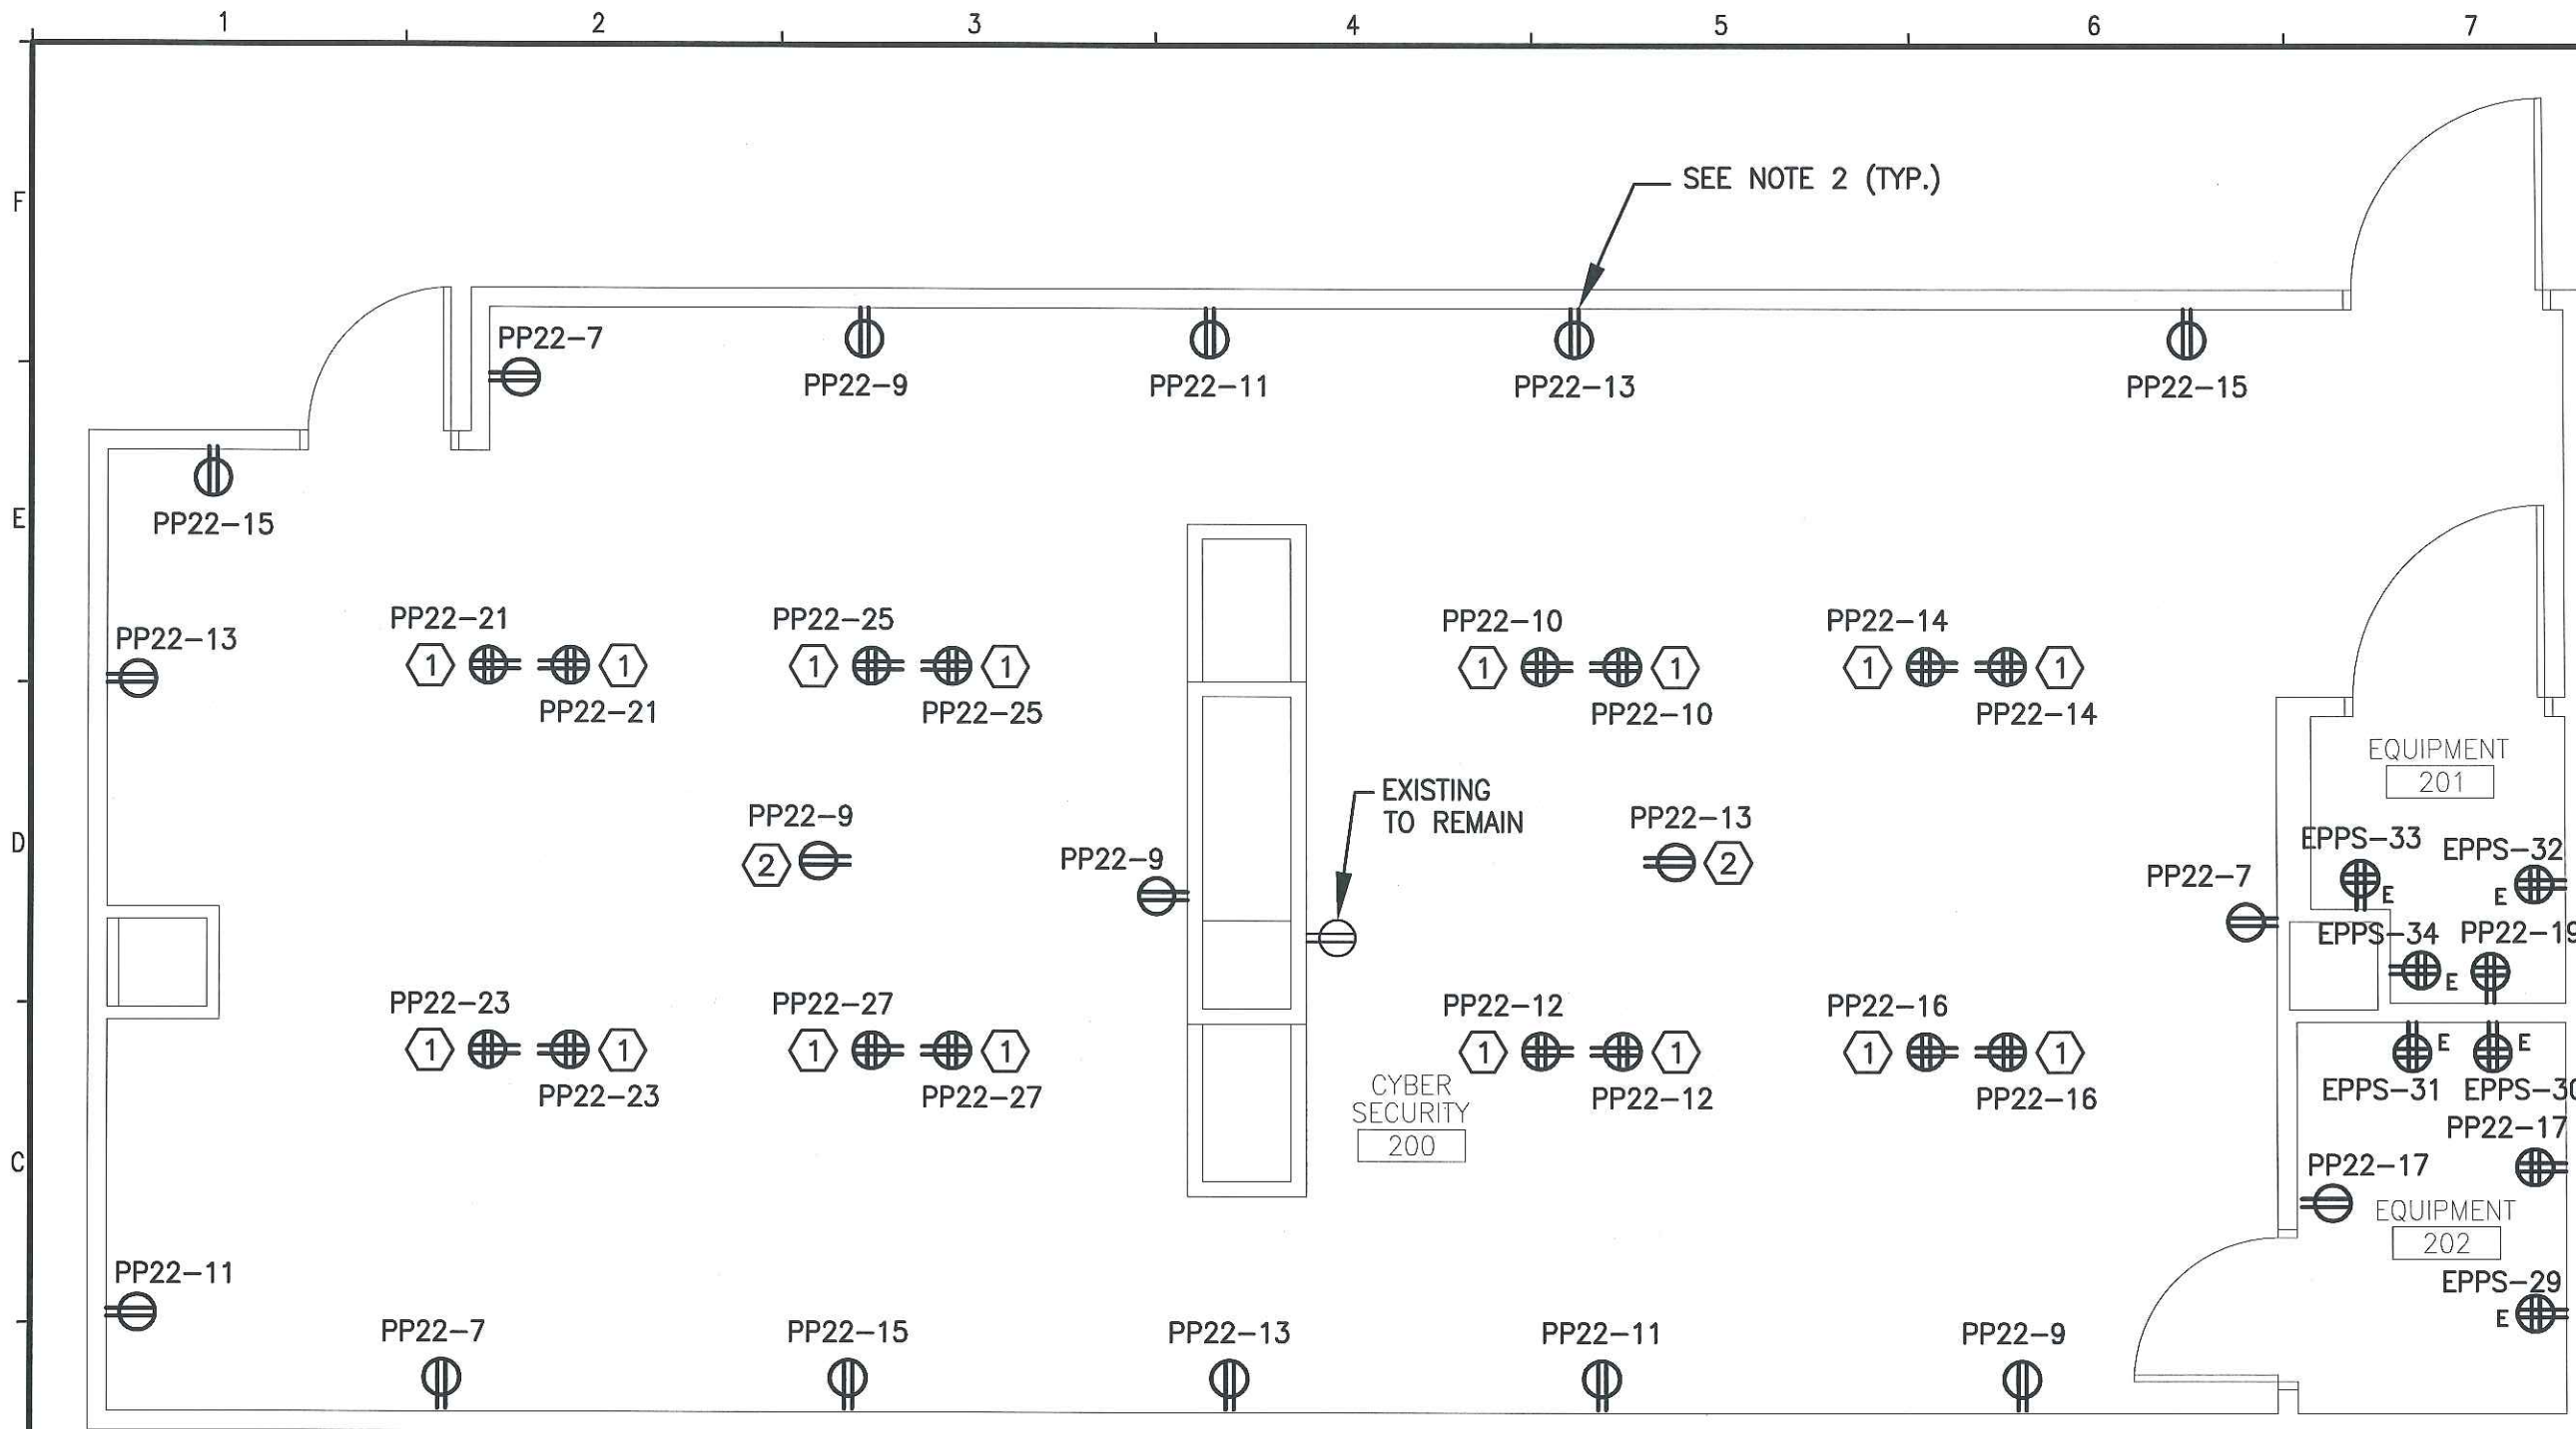 1 2 3 4 5 6 7
F
SEE NOTE 2 (TYP.)
PP22-7
PP22-9
PP22-11
PP22-13
PP22-15
E
PP22-15
PP22-13
PP22-21
1 1
PP22-21
PP22-25
1 1
PP22-25
PP22-10
1 1
PP22-10
PP22-14
1 1
PP22-14
EQUIPMENT
201
D
PP22-9
2
PP22-9
EXISTING
TO REMAIN
PP22-13
2
PP22-7
EPPS-33
E
EPPS-32
E
EPPS-34
E
PP22-19
PP22-23
1 1
PP22-23
PP22-27
1 1
PP22-27
PP22-12
1 1
PP22-12
PP22-16
1 1
PP22-16
CYBER
SECURITY
200
E
EPPS-31
E
EPPS-30
C
PP22-17
PP22-17
EQUIPMENT
202
PP22-11
EPPS-29
E
PP22-7
PP22-15
PP22-13
PP22-11
PP22-9